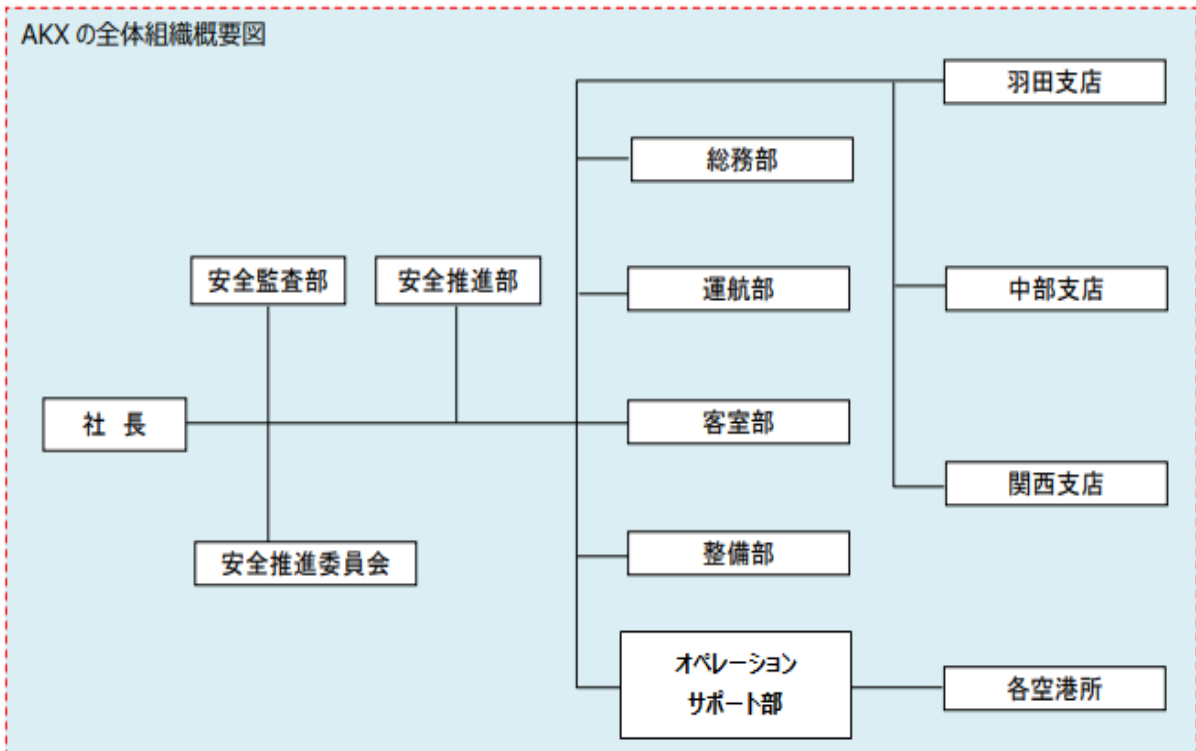 AKX の全体組織概要図
羽田支店
総務部
安全監査部
安全推進部
運航部
中部支店
社 長
客室部
関西支店
安全推進委員会
整備部
オペレーション
サポート部
各空港所